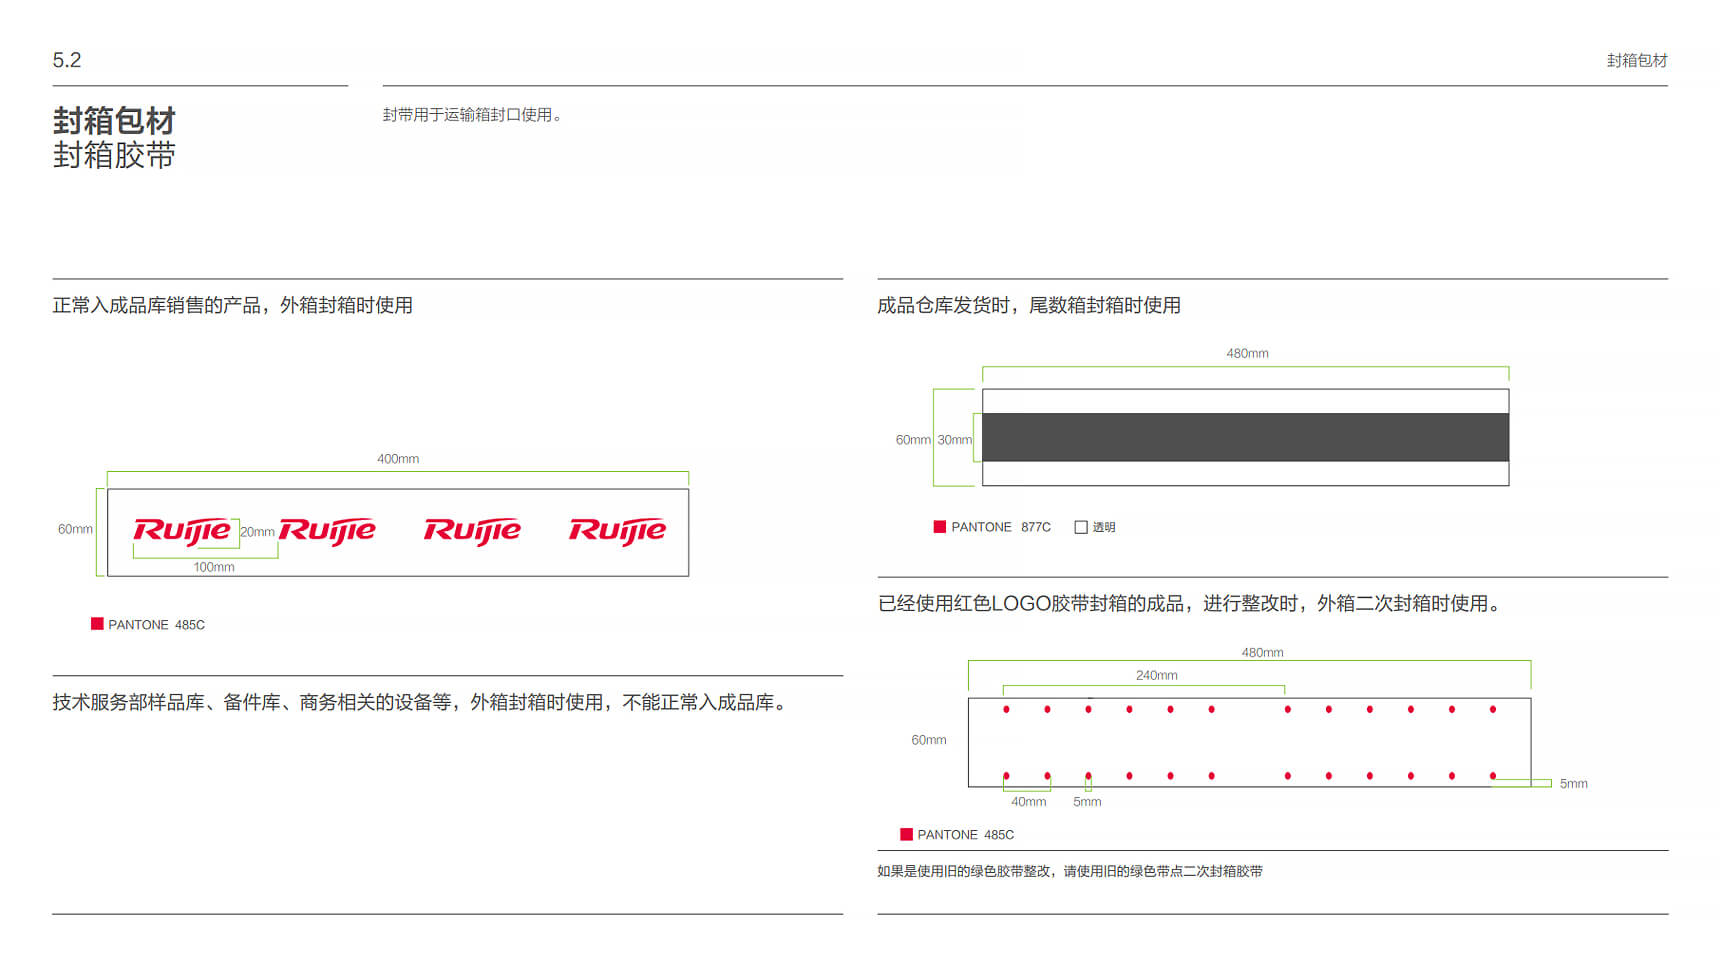 5.2
封箱包材
封箱包材
封箱胶带
封带用于运输箱封口使用。
正常入成品库销售的产品，外箱封箱时使用
400mm
60mm
Ruijie
20mm
Ruijie
Ruijie
Ruijie
100mm
PANTONE 485C
技术服务部样品库、备件库、商务相关的设备等，外箱封箱时使用，不能正常入成品库。
成品仓库发货时，尾数箱封箱时使用
480mm
60mm
30mm
PANTONE 877C
透明
已经使用红色LOGO胶带封箱的成品，进行整改时，外箱二次封箱时使用。
480mm
240mm
60mm
5mm
40mm
5mm
PANTONE 485C
如果是使用旧的绿色胶带整改，请使用旧的绿色带点二次封箱胶带